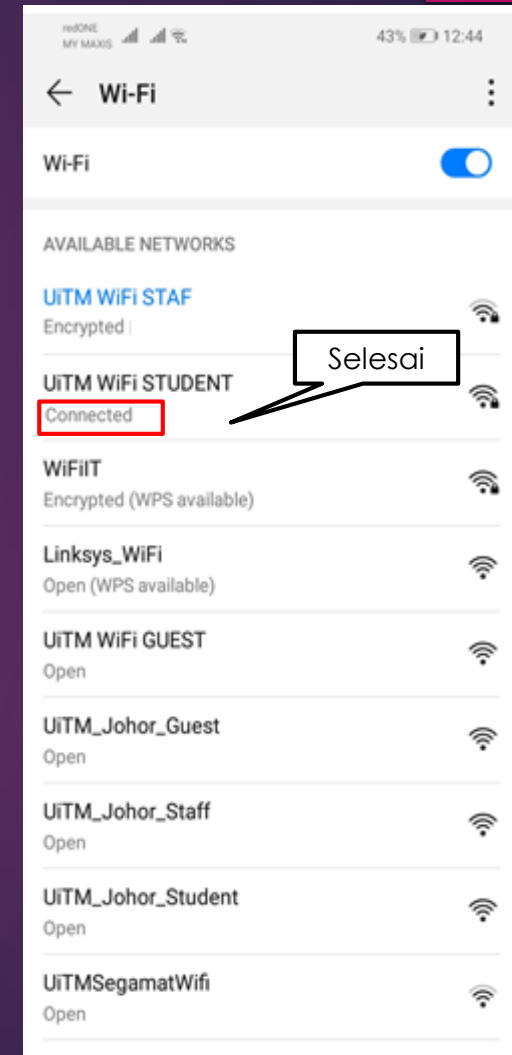 redONE
MY MAXIS
43% 12:44
Wi-Fi
Wi-Fi
AVAILABLE NETWORKS
UiTM WiFi STAF
Encrypted
Selesai
UiTM WiFi STUDENT
Connected
WiFiIT
Encrypted (WPS available)
Linksys_WiFi
Open (WPS available)
UiTM WiFi GUEST
Open
UiTM_Johor_Guest
Open
UiTM_Johor_Staff
Open
UiTM_Johor_Student
Open
UiTMSegamatWifi
Open